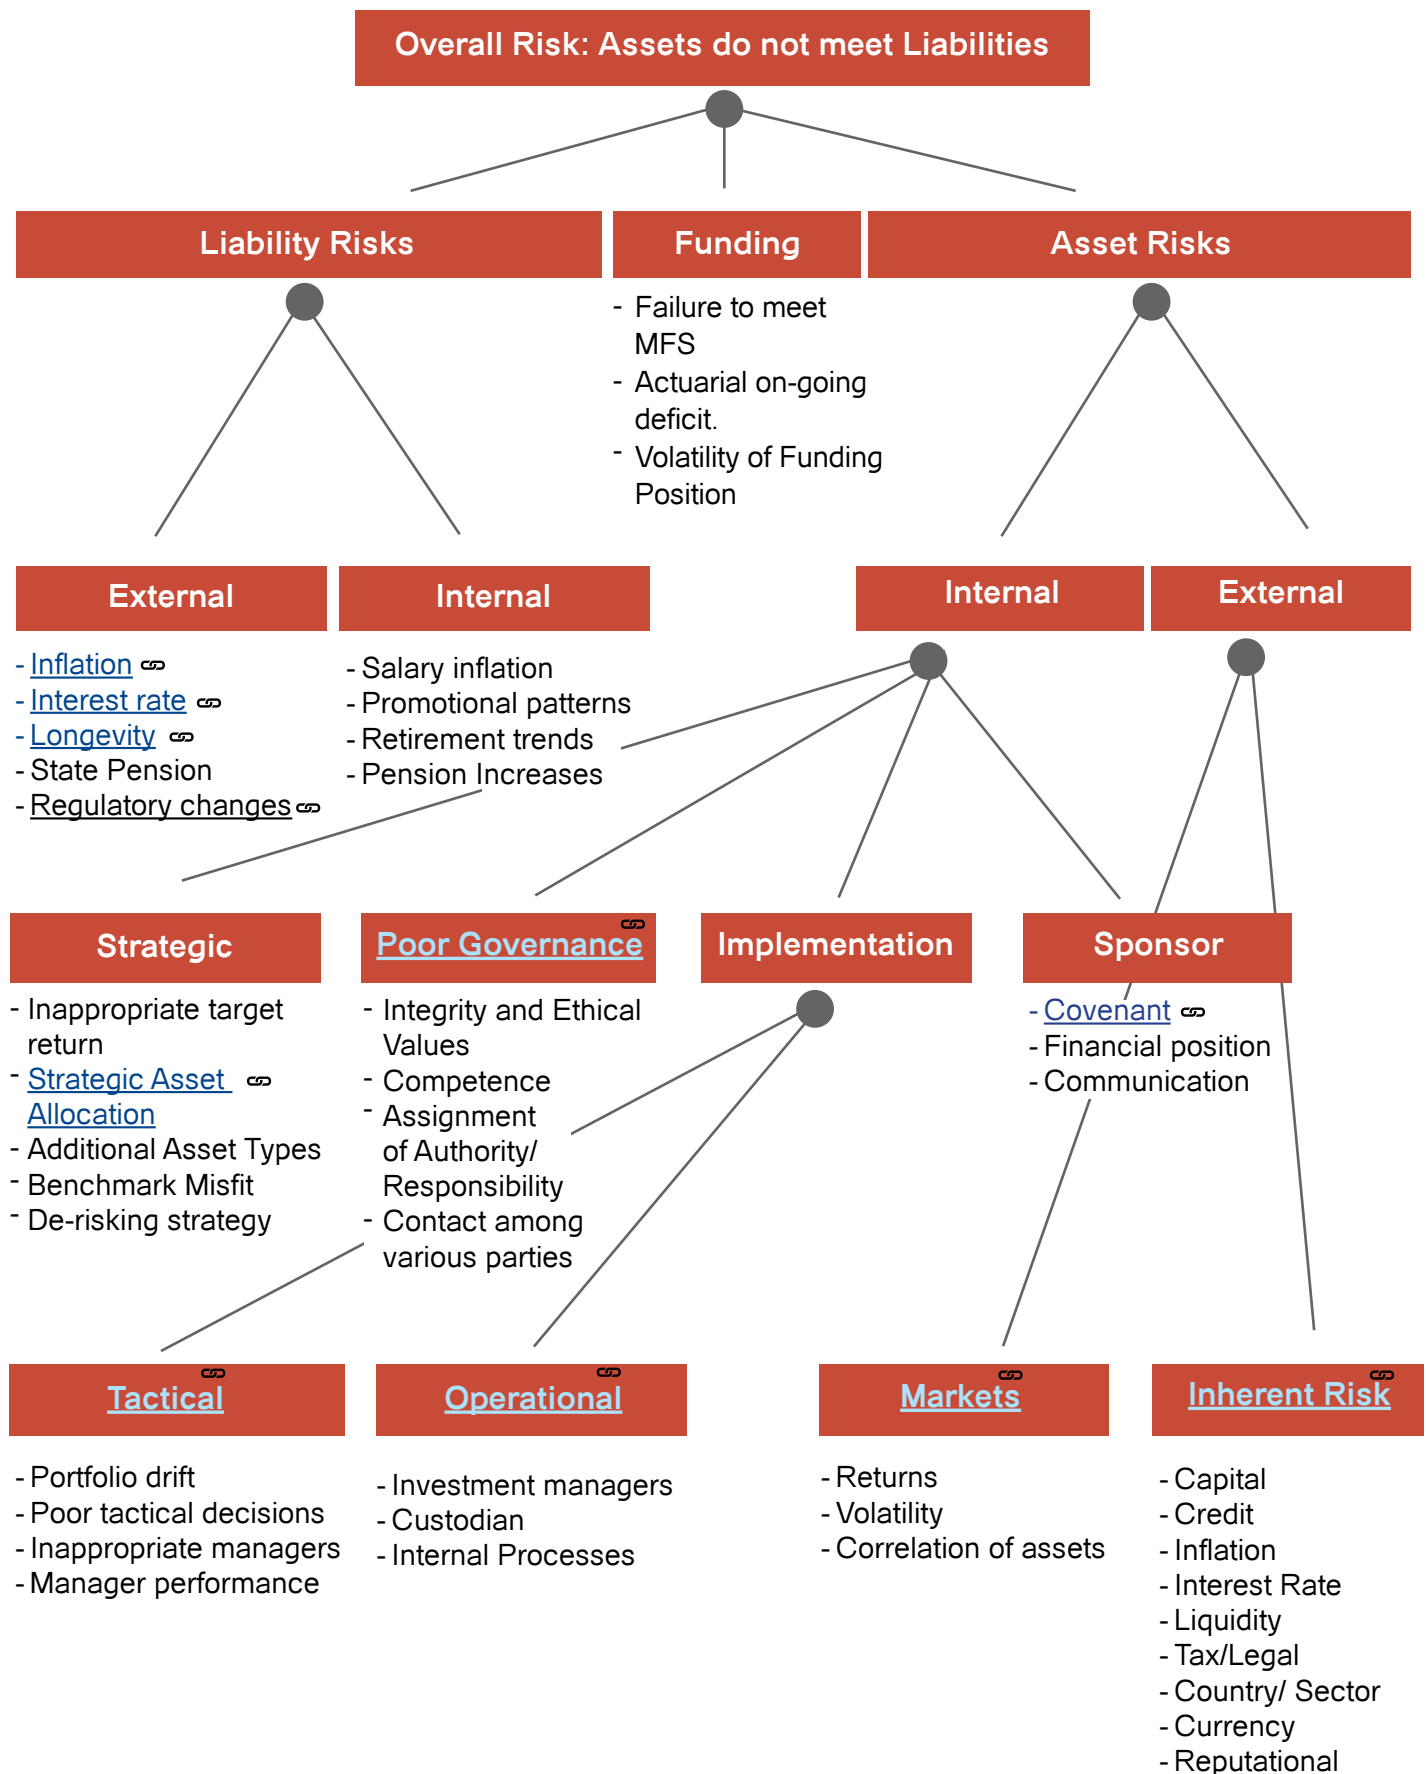 Overall Risk: Assets do not meet Liabilities
Liability Risks
Funding
Asset Risks
- Failure to meet
MFS
- Actuarial on-going
deficit.
- Volatility of Funding
Position
External
Internal
Internal
External
- Inflation
- Interest rate
- Longevity
- State Pension
- Regulatory changes
- Salary inflation
- Promotional patterns
- Retirement trends
- Pension Increases
Strategic
Poor Governance
Implementation
Sponsor
- Inappropriate target
return
- Strategic Asset
Allocation
- Additional Asset Types
- Benchmark Misfit
- De-risking strategy
- Integrity and Ethical
Values
- Competence
- Assignment
of Authority/
Responsibility
- Contact among
various parties
- Covenant
- Financial position
- Communication
Tactical
Operational
Markets
Inherent Risk
- Portfolio drift
- Poor tactical decisions
- Inappropriate managers
- Manager performance
- Investment managers
- Custodian
- Internal Processes
- Returns
- Volatility
- Correlation of assets
- Capital
- Credit
- Inflation
- Interest Rate
- Liquidity
- Tax/Legal
- Country/ Sector
- Currency
- Reputational